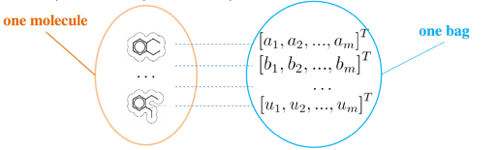 one molecule
one bag
[a₁, a₂, ..., aₘ]ᵀ
[b₁, b₂, ..., bₘ]ᵀ
...
...
[u₁, u₂, ..., uₘ]ᵀ